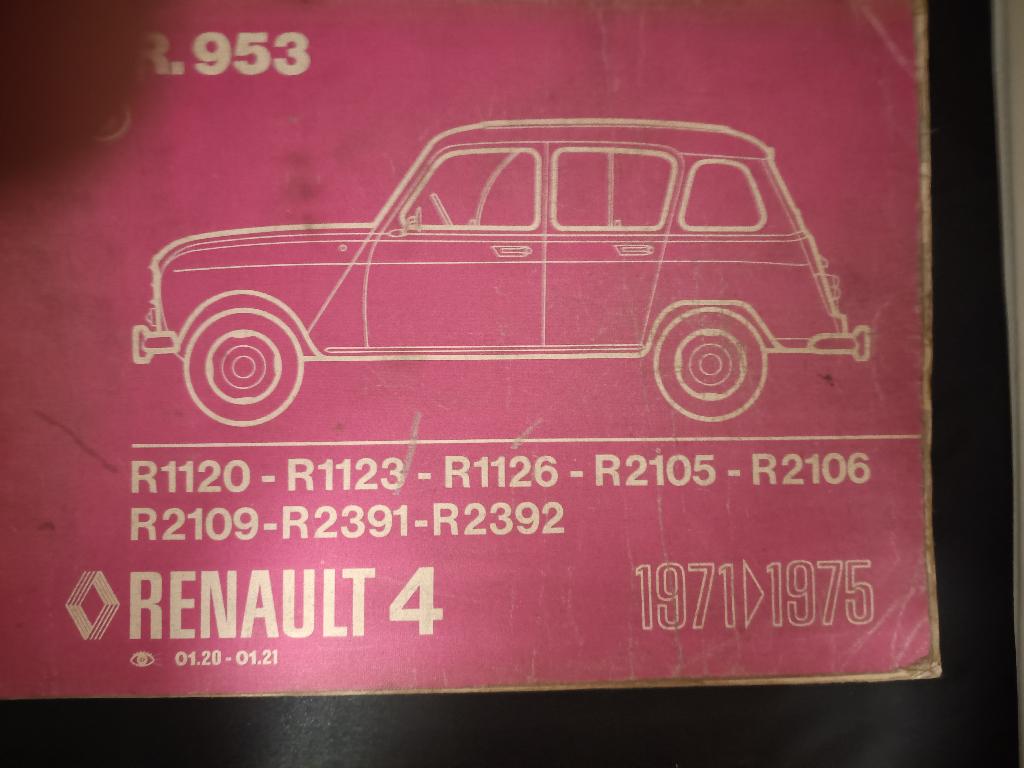 R. 953
R1120 - R1123 - R1126 - R2105 - R2106
R2109 - R2391 - R2392
RENAULT 4
1971▷1975
01.20 - 01.21